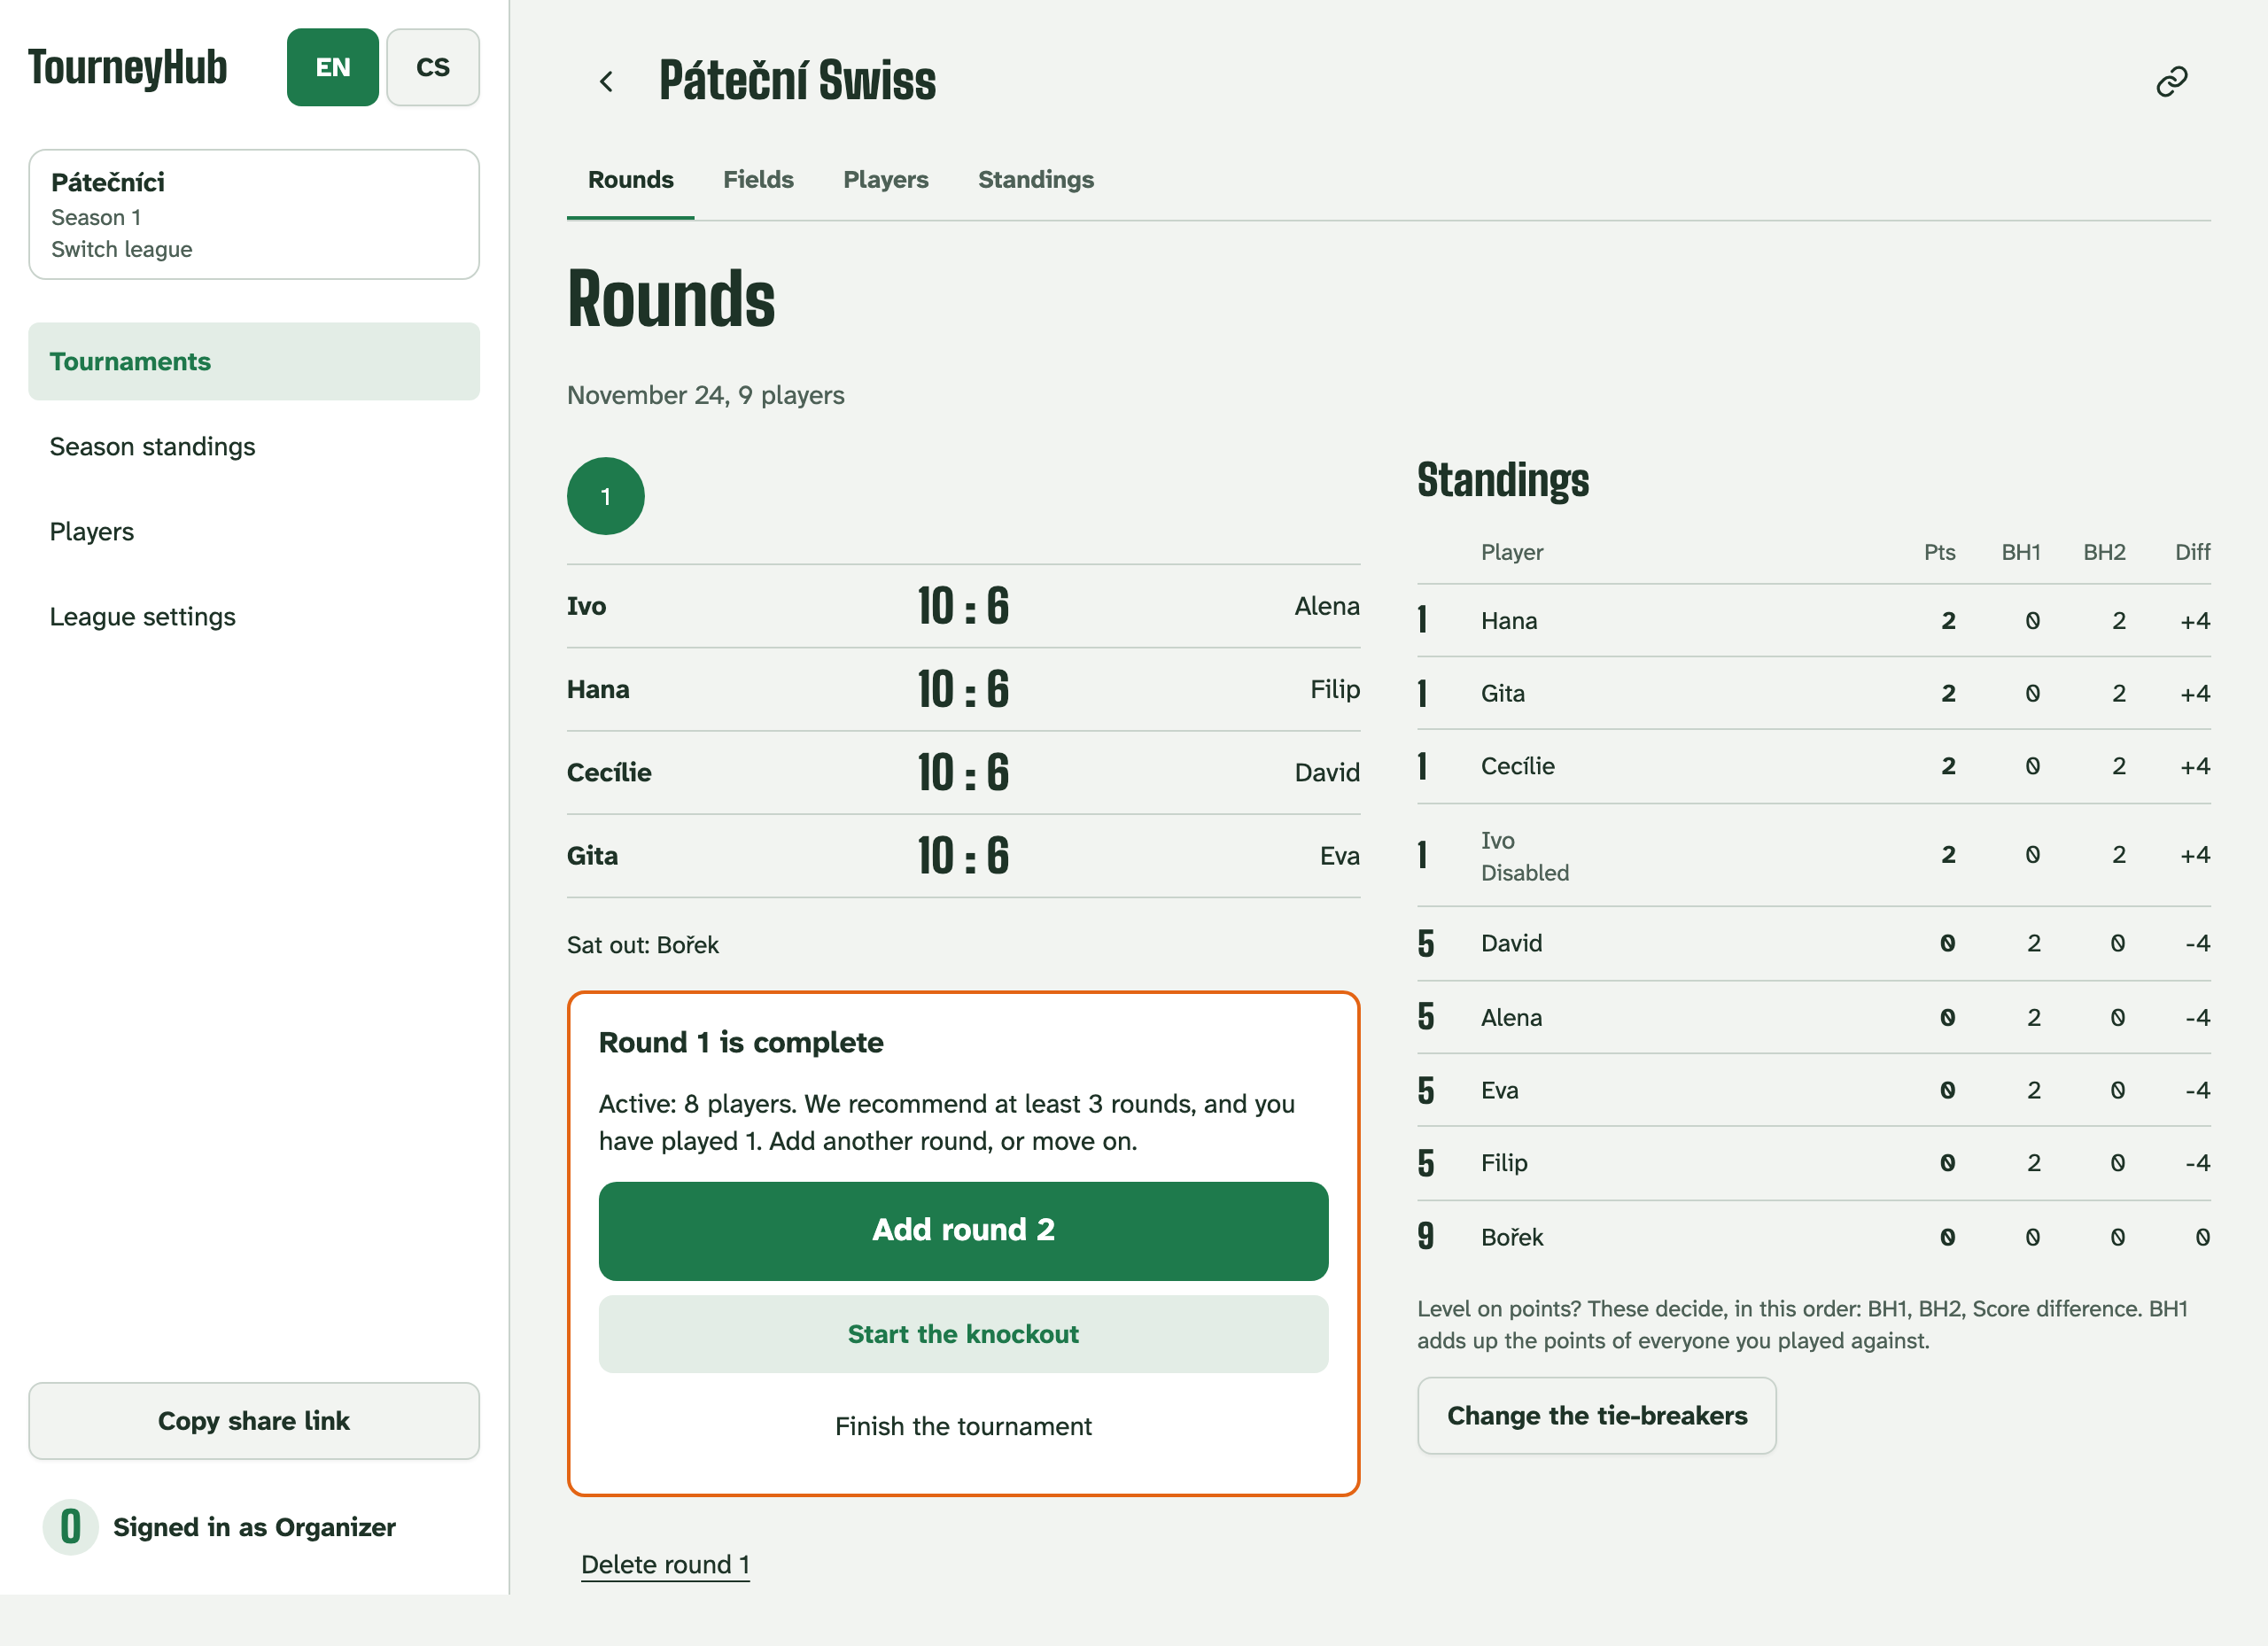 TourneyHub
EN
CS
Pátečníci
Season 1
Switch league
Tournaments
Season standings
Players
League settings
Copy share link
O
Signed in as Organizer
Páteční Swiss
Rounds
Fields
Players
Standings
Rounds
November 24, 9 players
1
Ivo 10 : 6 Alena
Hana 10 : 6 Filip
Cecílie 10 : 6 David
Gita 10 : 6 Eva
Sat out: Bořek
Round 1 is complete
Active: 8 players. We recommend at least 3 rounds, and you
have played 1. Add another round, or move on.
Add round 2
Start the knockout
Finish the tournament
Delete round 1
Standings
Player Pts BH1 BH2 Diff
1 Hana 2 0 2 +4
1 Gita 2 0 2 +4
1 Cecílie 2 0 2 +4
1 Ivo 2 0 2 +4
Disabled
5 David 0 2 0 -4
5 Alena 0 2 0 -4
5 Eva 0 2 0 -4
5 Filip 0 2 0 -4
9 Bořek 0 0 0 0
Level on points? These decide, in this order: BH1, BH2, Score difference. BH1
adds up the points of everyone you played against.
Change the tie-breakers